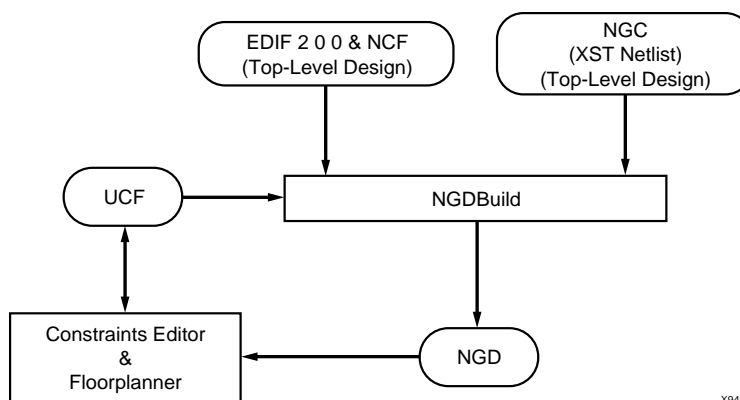 EDIF 2 0 0 & NCF
(Top-Level Design)
NGC
(XST Netlist)
(Top-Level Design)
UCF
NGDBuild
Constraints Editor
&
Floorplanner
NGD